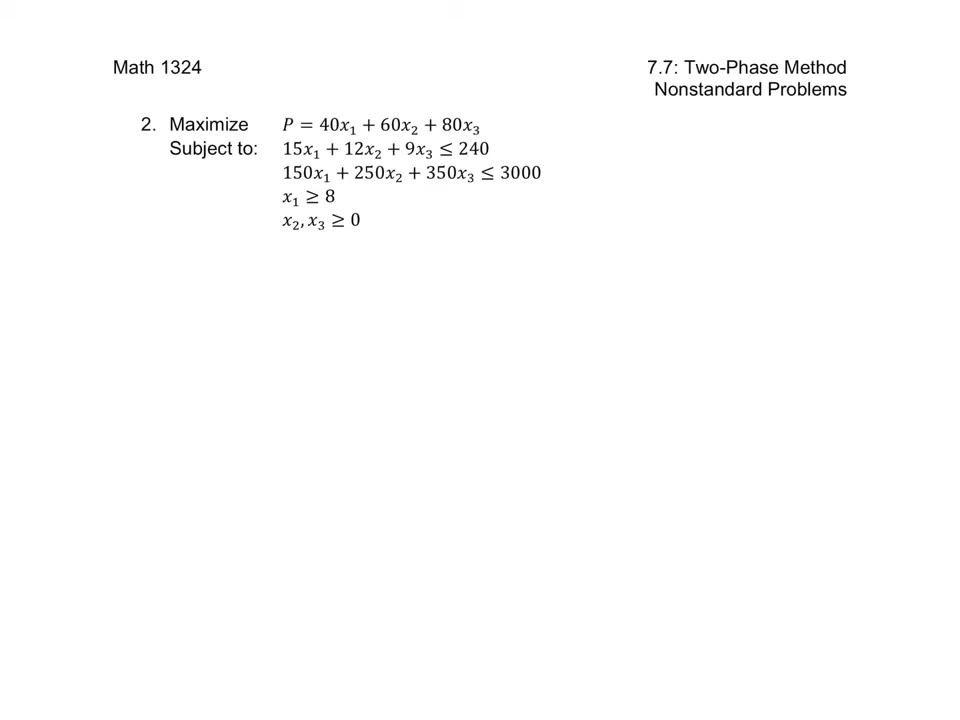 Math 1324
7.7: Two-Phase Method
Nonstandard Problems
2. Maximize P = 40x₁ + 60x₂ + 80x₃
Subject to: 15x₁ + 12x₂ + 9x₃ ≤ 240
150x₁ + 250x₂ + 350x₃ ≤ 3000
x₁ ≥ 8
x₂, x₃ ≥ 0